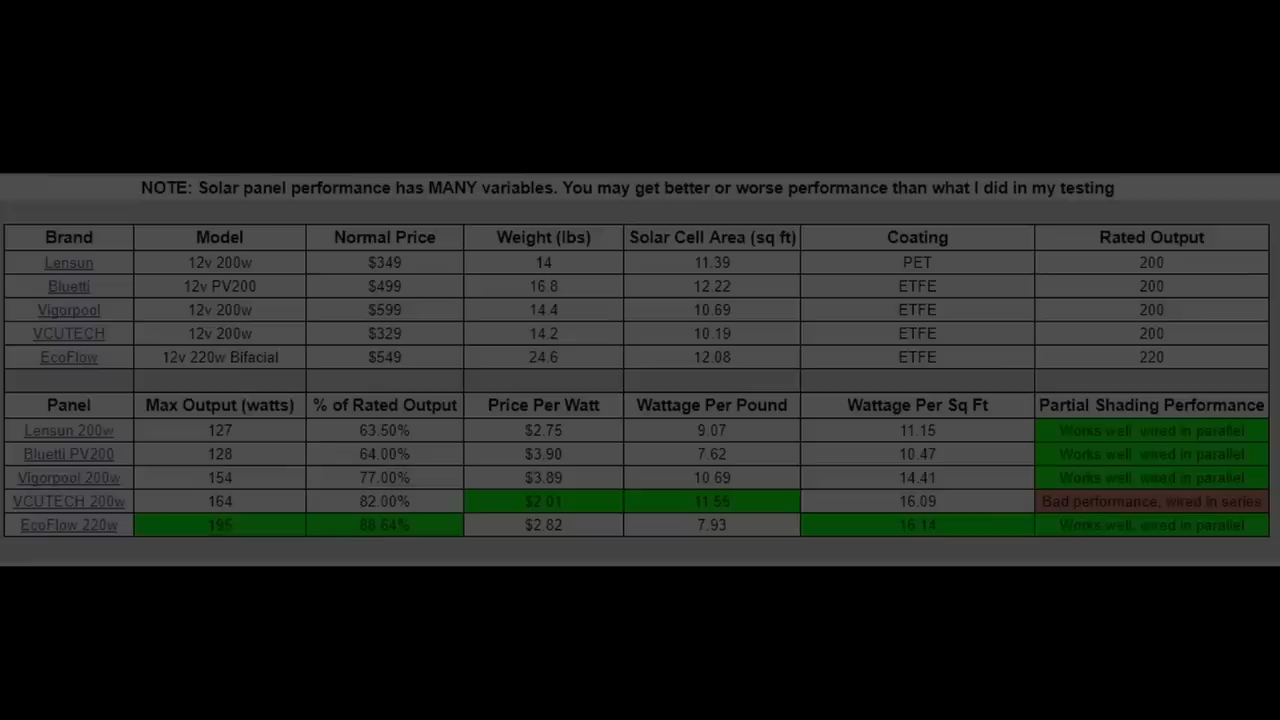 NOTE: Solar panel performance has MANY variables. You may get better or worse performance than what I did in my testing
Brand Model Normal Price Weight (lbs) Solar Cell Area (sq ft) Coating Rated Output
Lensun 12v 200w $349 14 11.39 PET 200
Bluetti 12v PV200 $499 16.8 12.22 ETFE 200
Vigorpool 12v 200w $599 14.4 10.69 ETFE 200
VCUTECH 12v 200w $329 14.2 10.19 ETFE 200
EcoFlow 12v 220w Bifacial $549 24.6 12.08 ETFE 220
Panel Max Output (watts) % of Rated Output Price Per Watt Wattage Per Pound Wattage Per Sq Ft Partial Shading Performance
Lensun 200w 127 63.50% $2.75 9.07 11.15 Works well, wired in parallel
Bluetti PV200 128 64.00% $3.90 7.62 10.47 Works well, wired in parallel
Vigorpool 200w 154 77.00% $3.89 10.69 14.41 Works well, wired in parallel
VCUTECH 200w 164 82.00% $2.01 11.55 16.09 Bad performance, wired in series
EcoFlow 220w 195 88.64% $2.82 7.93 16.14 Works well, wired in parallel